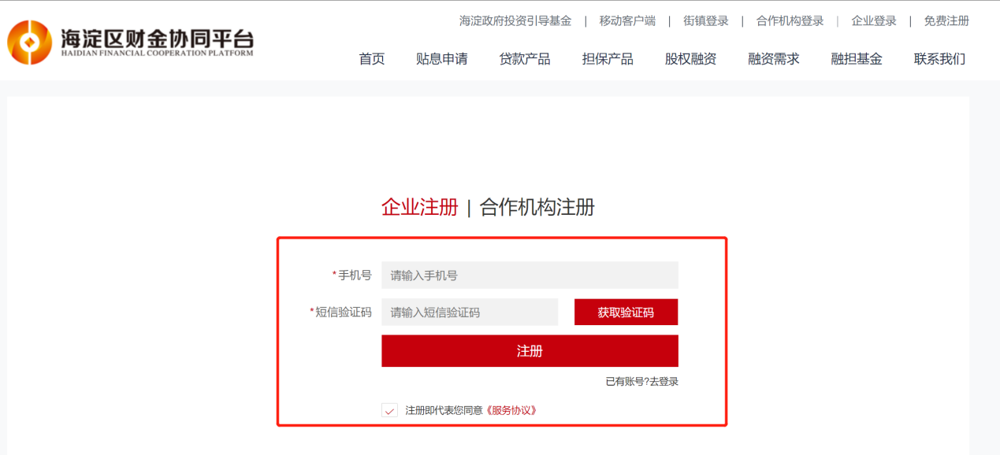 海淀政府投资引导基金 | 移动客户端 | 街镇登录 | 合作机构登录 | 企业登录 | 免费注册
海淀区财金协同平台
HAIDIAN FINANCIAL COOPERATION PLATFORM
首页 贴息申请 贷款产品 担保产品 股权融资 融资需求 融担基金 联系我们
企业注册 | 合作机构注册
*手机号 请输入手机号
*短信验证码 请输入短信验证码 获取验证码
注册
已有账号?去登录
注册即代表您同意《服务协议》